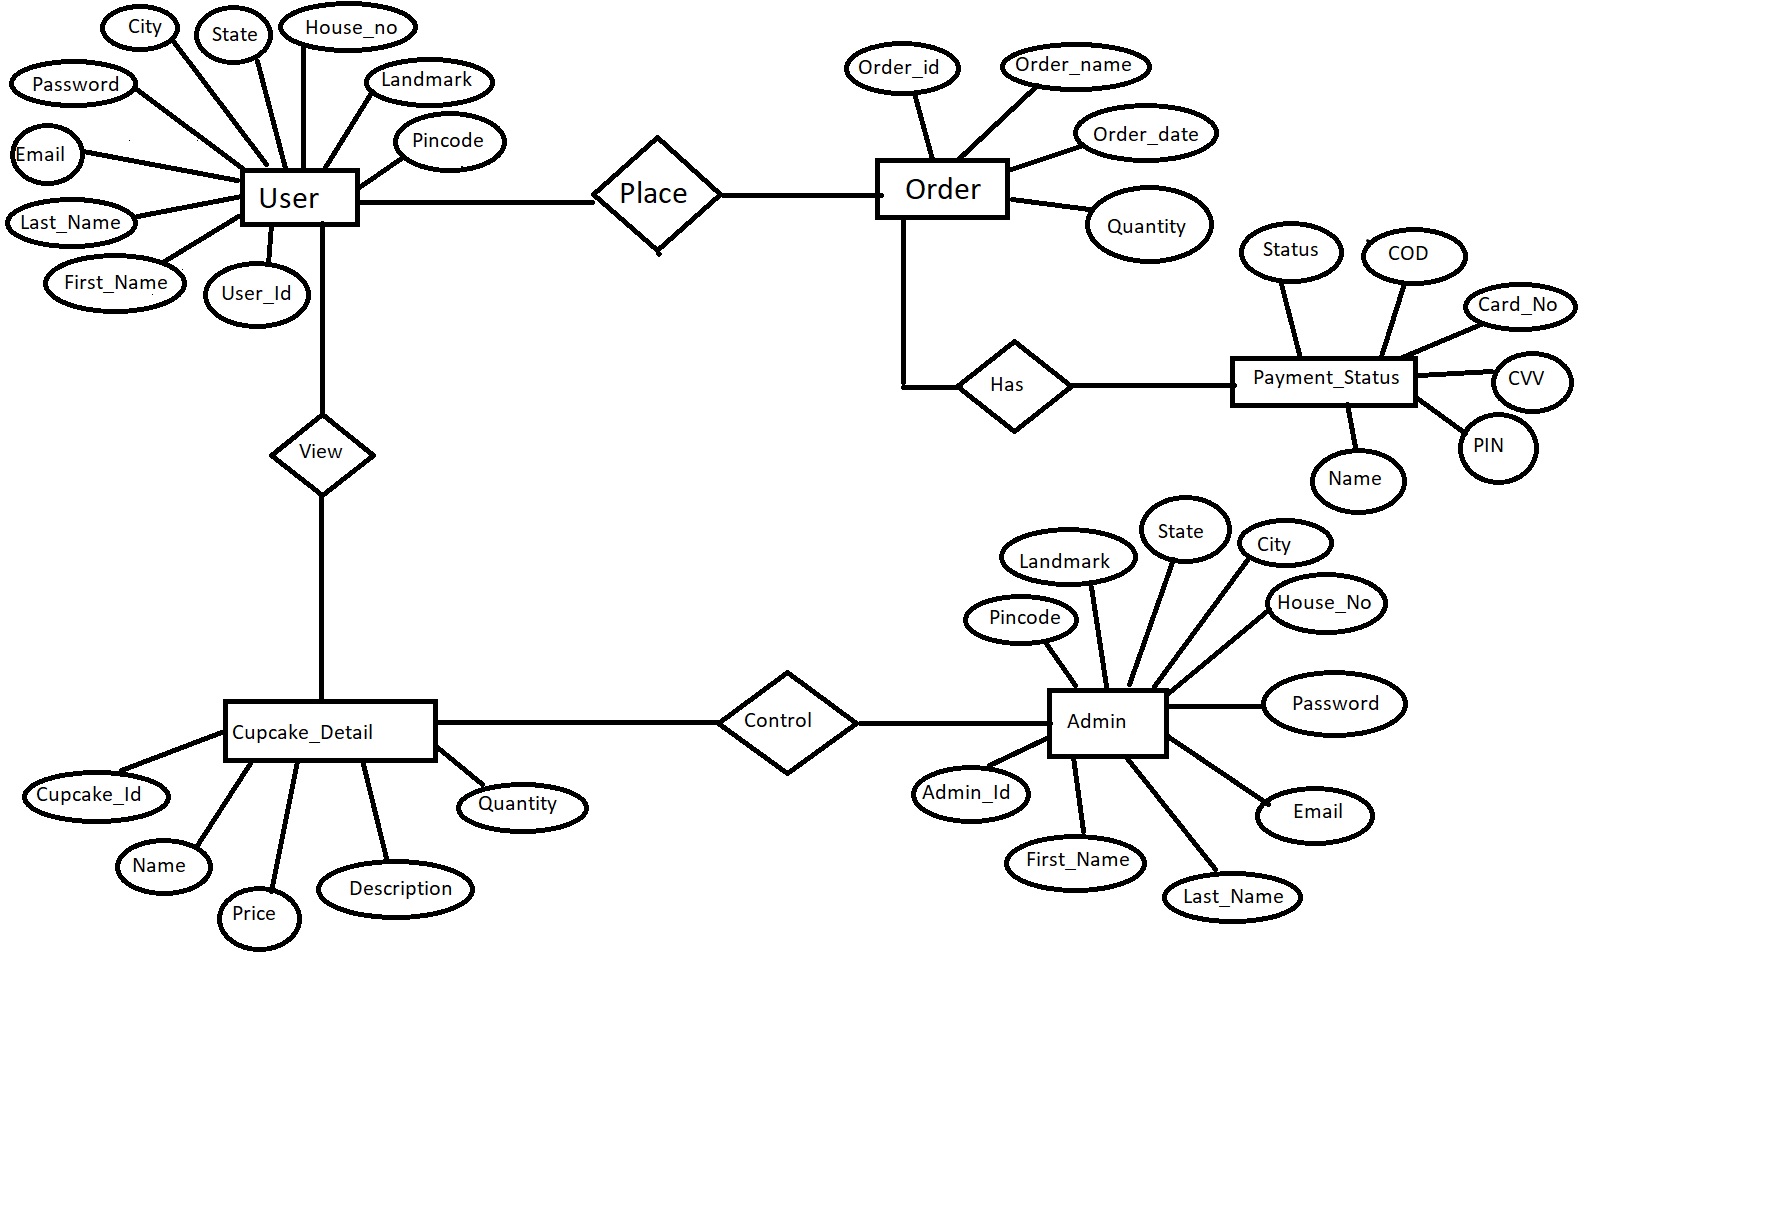 City
State
House_no
Password
Landmark
Email
Pincode
User
Last_Name
First_Name
User_Id
Place
Order_id
Order_name
Order_date
Order
Quantity
Status
COD
Card_No
Has
Payment_Status
CVV
PIN
Name
View
State
Landmark
City
Pincode
House_No
Password
Cupcake_Detail
Control
Admin
Cupcake_Id
Quantity
Admin_Id
Email
Name
Description
Price
First_Name
Last_Name